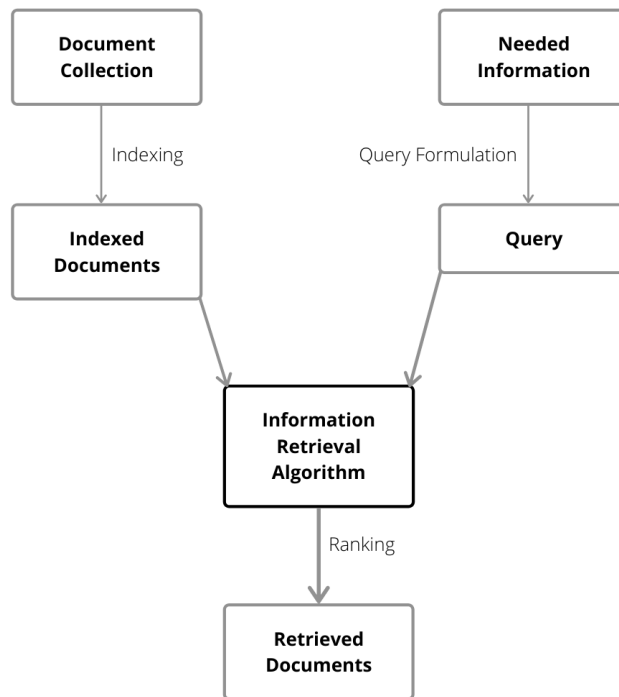 Document
Collection
Needed
Information
Indexing
Query Formulation
Indexed
Documents
Query
Information
Retrieval
Algorithm
Ranking
Retrieved
Documents